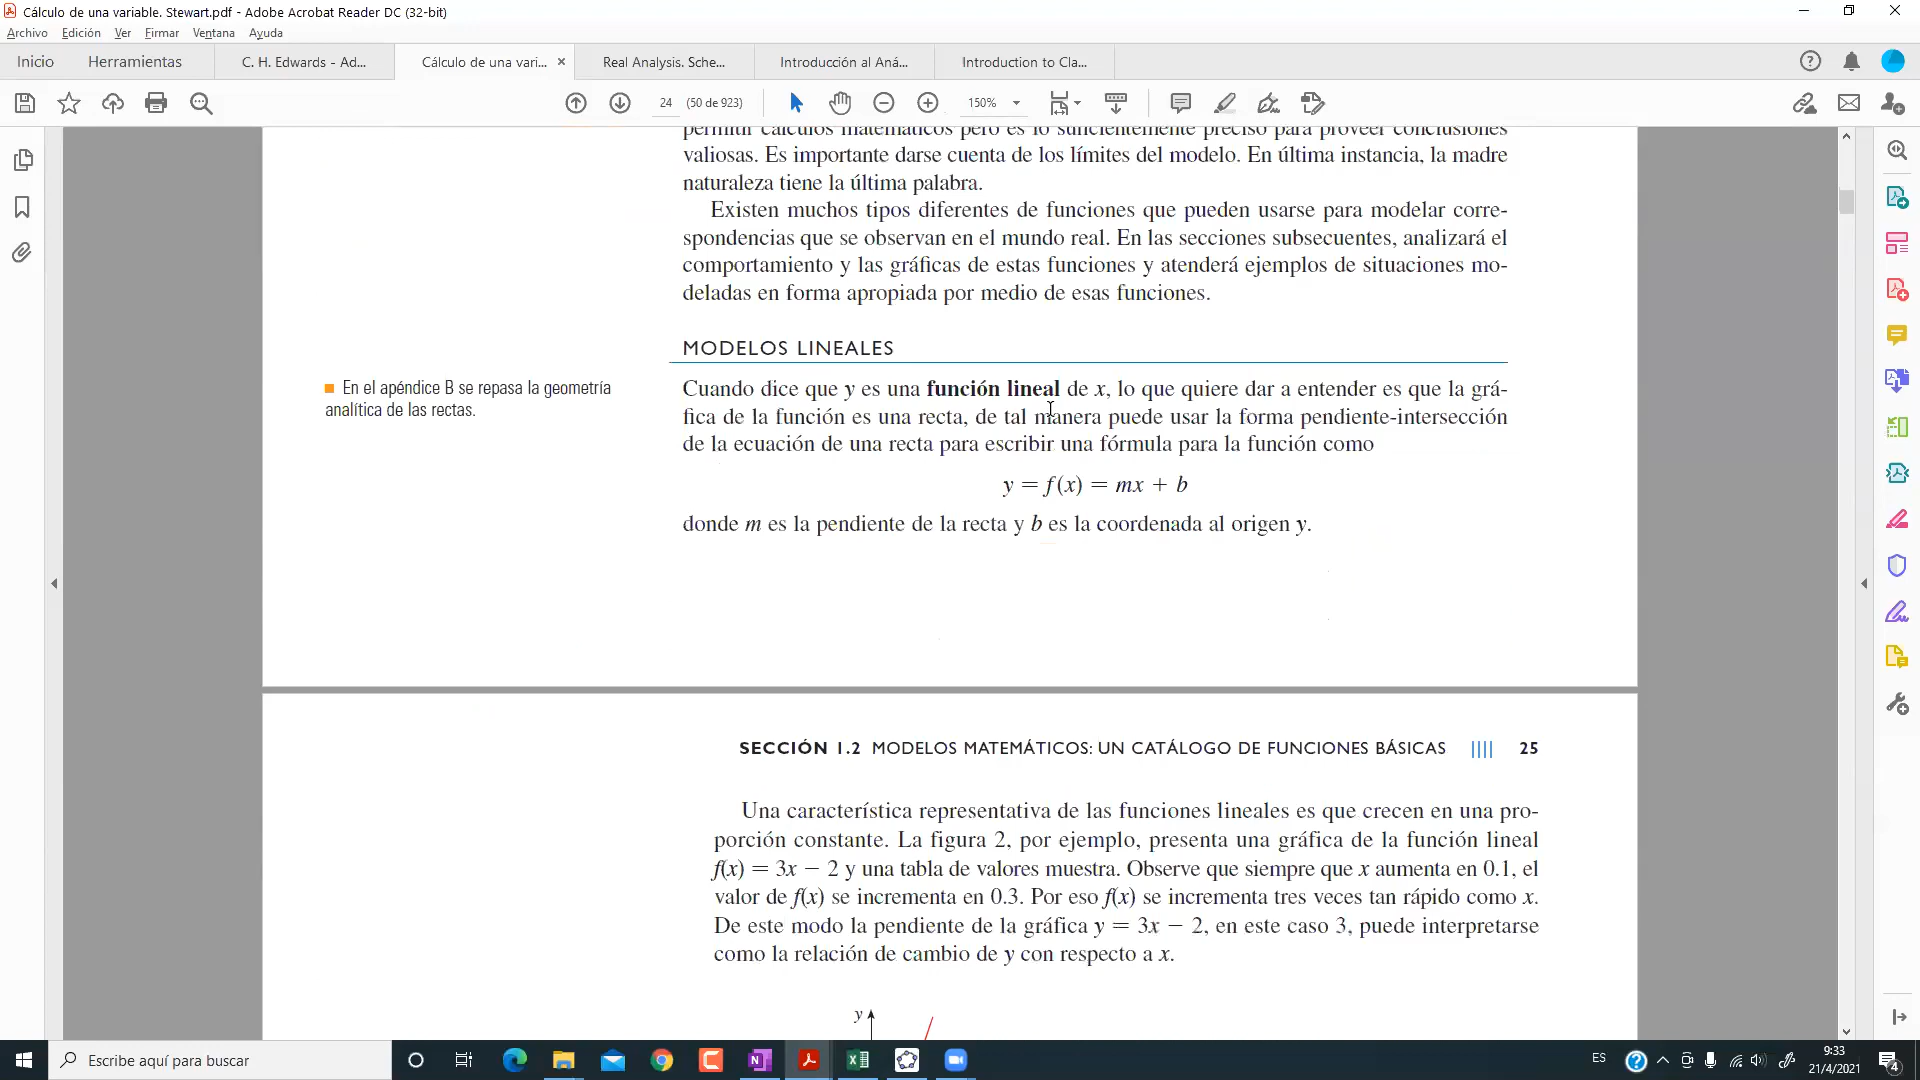 Cálculo de una variable. Stewart.pdf - Adobe Acrobat Reader DC (32-bit)
Archivo Edición Ver Firmar Ventana Ayuda
Inicio Herramientas C. H. Edwards - Ad... Cálculo de una vari... × Real Analysis. Sche... Introducción al Aná... Introduction to Cla...
24 (50 de 923) 150%
permitir cálculos matemáticos pero es lo suficientemente preciso para proveer conclusiones
valiosas. Es importante darse cuenta de los límites del modelo. En última instancia, la madre
naturaleza tiene la última palabra.
Existen muchos tipos diferentes de funciones que pueden usarse para modelar corre-
spondencias que se observan en el mundo real. En las secciones subsecuentes, analizará el
comportamiento y las gráficas de estas funciones y atenderá ejemplos de situaciones mo-
deladas en forma apropiada por medio de esas funciones.
MODELOS LINEALES
En el apéndice B se repasa la geometría
analítica de las rectas.
Cuando dice que y es una función lineal de x, lo que quiere dar a entender es que la grá-
fica de la función es una recta, de tal manera puede usar la forma pendiente-intersección
de la ecuación de una recta para escribir una fórmula para la función como
y = f(x) = mx + b
donde m es la pendiente de la recta y b es la coordenada al origen y.
SECCIÓN 1.2 MODELOS MATEMÁTICOS: UN CATÁLOGO DE FUNCIONES BÁSICAS |||| 25
Una característica representativa de las funciones lineales es que crecen en una pro-
porción constante. La figura 2, por ejemplo, presenta una gráfica de la función lineal
f(x) = 3x − 2 y una tabla de valores muestra. Observe que siempre que x aumenta en 0.1, el
valor de f(x) se incrementa en 0.3. Por eso f(x) se incrementa tres veces tan rápido como x.
De este modo la pendiente de la gráfica y = 3x − 2, en este caso 3, puede interpretarse
como la relación de cambio de y con respecto a x.
y
Escribe aquí para buscar
ES
9:33
21/4/2021
4